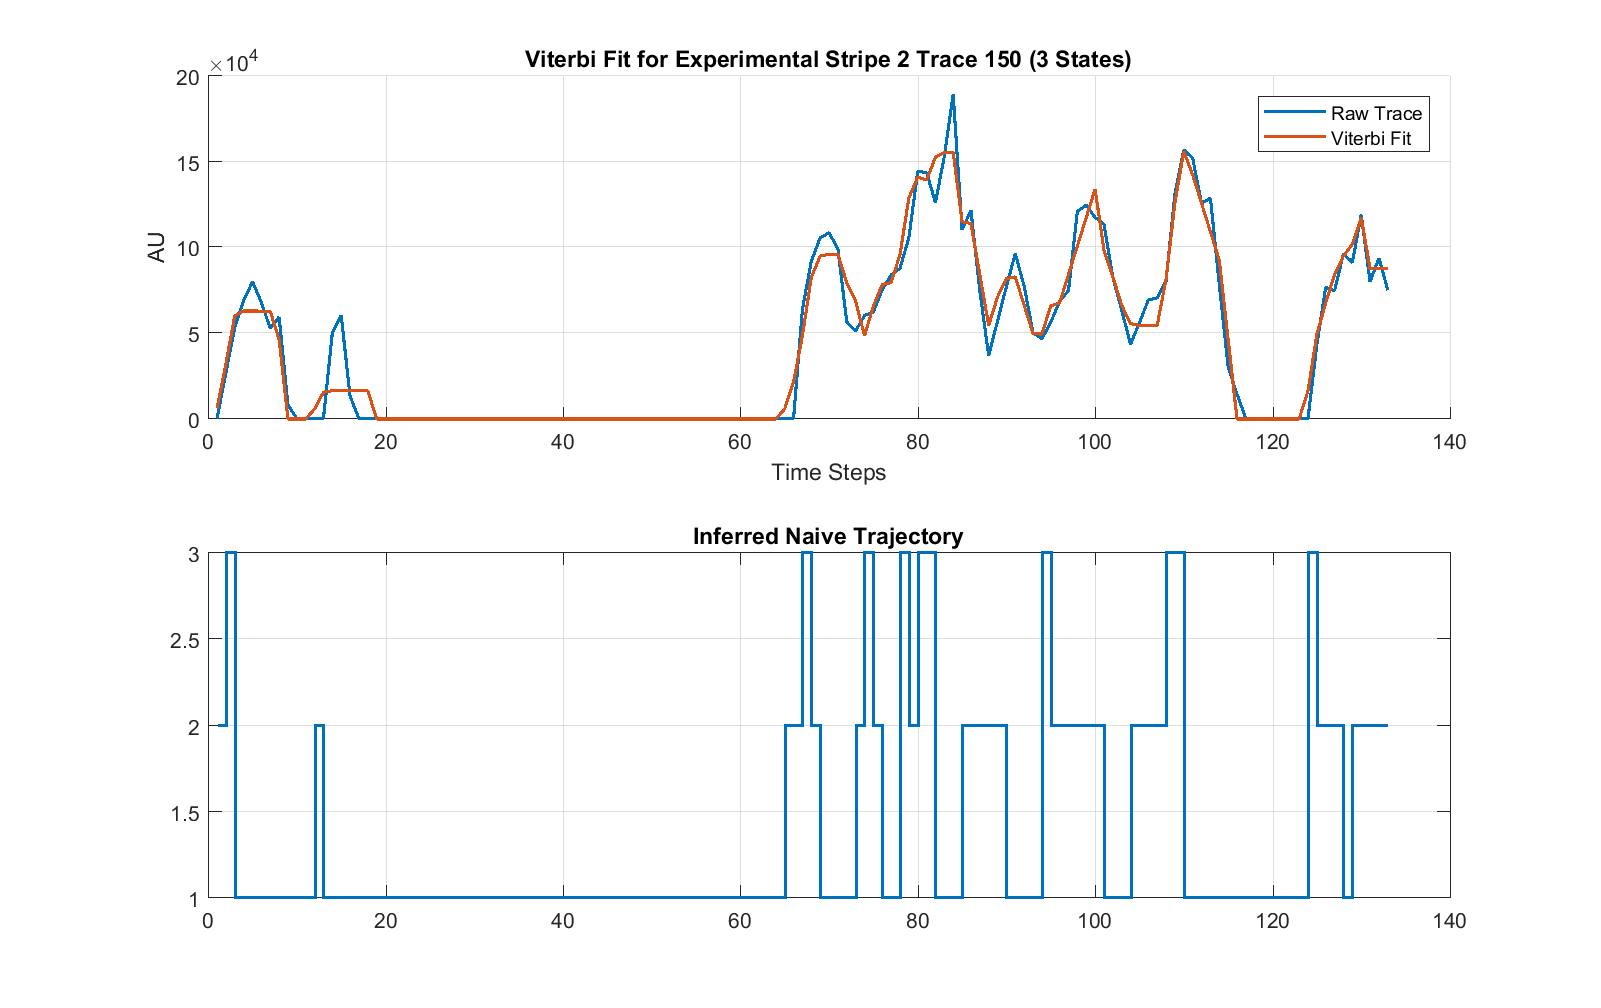 Viterbi Fit for Experimental Stripe 2 Trace 150 (3 States)
×10⁴
20
15
10
5
0
AU
Raw Trace
Viterbi Fit
0 20 40 60 80 100 120 140
Time Steps
Inferred Naive Trajectory
3
2.5
2
1.5
1
0 20 40 60 80 100 120 140